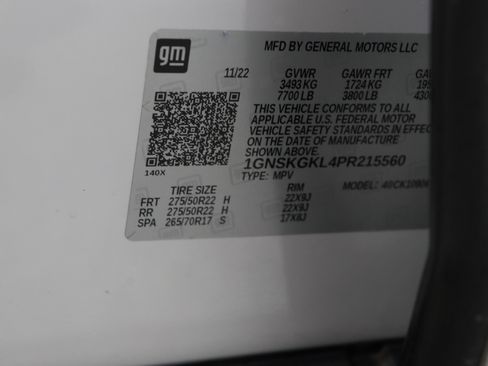 gm
MFD BY GENERAL MOTORS LLC
11/22 GVWR GAWR FRT
3493 KG 1724 KG
7700 LB 3800 LB
THIS VEHICLE CONFORMS TO ALL
APPLICABLE U.S. FEDERAL MOTOR
VEHICLE SAFETY STANDARDS IN EFFEC
ON THE DATE OF MANUFACTURE
1GNSKGKL4PR215560
140X TYPE: MPV MODEL:
TIRE SIZE RIM
FRT 275/50R22 H 22X9J
RR 275/50R22 H 22X9J
SPA 265/70R17 S 17X8J